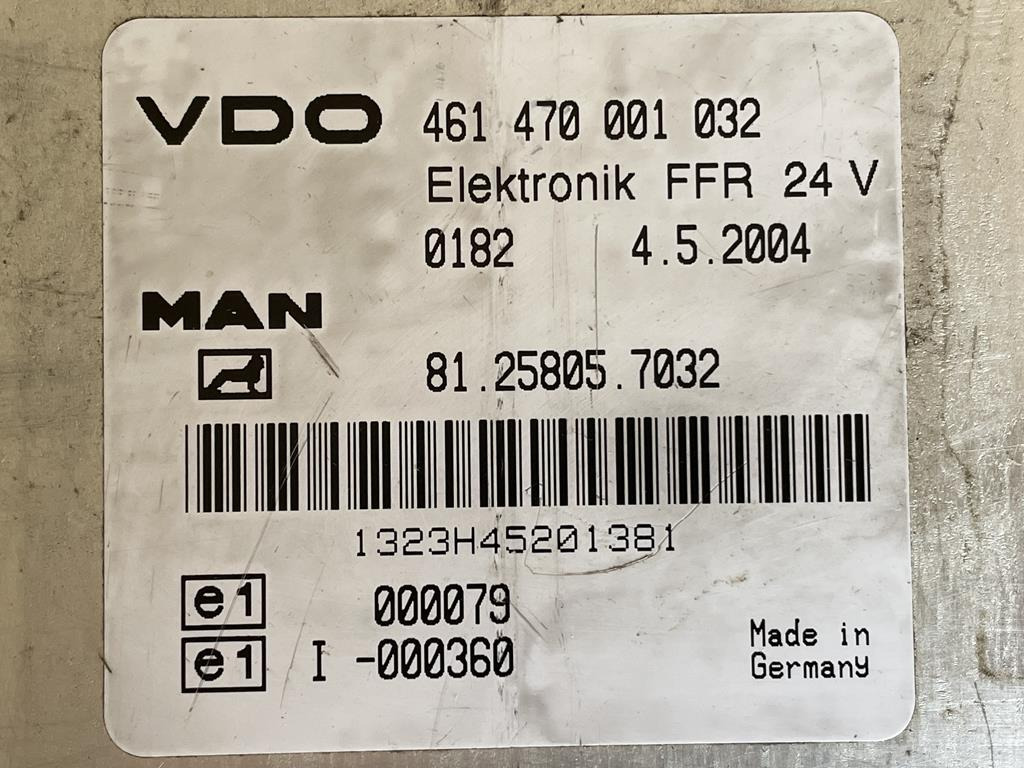 VDO 461 470 001 032
Elektronik FFR 24 V
0182 4.5.2004
MAN
81.25805.7032
1323H45201381
e1 000079
e1 I -000360
Made in
Germany